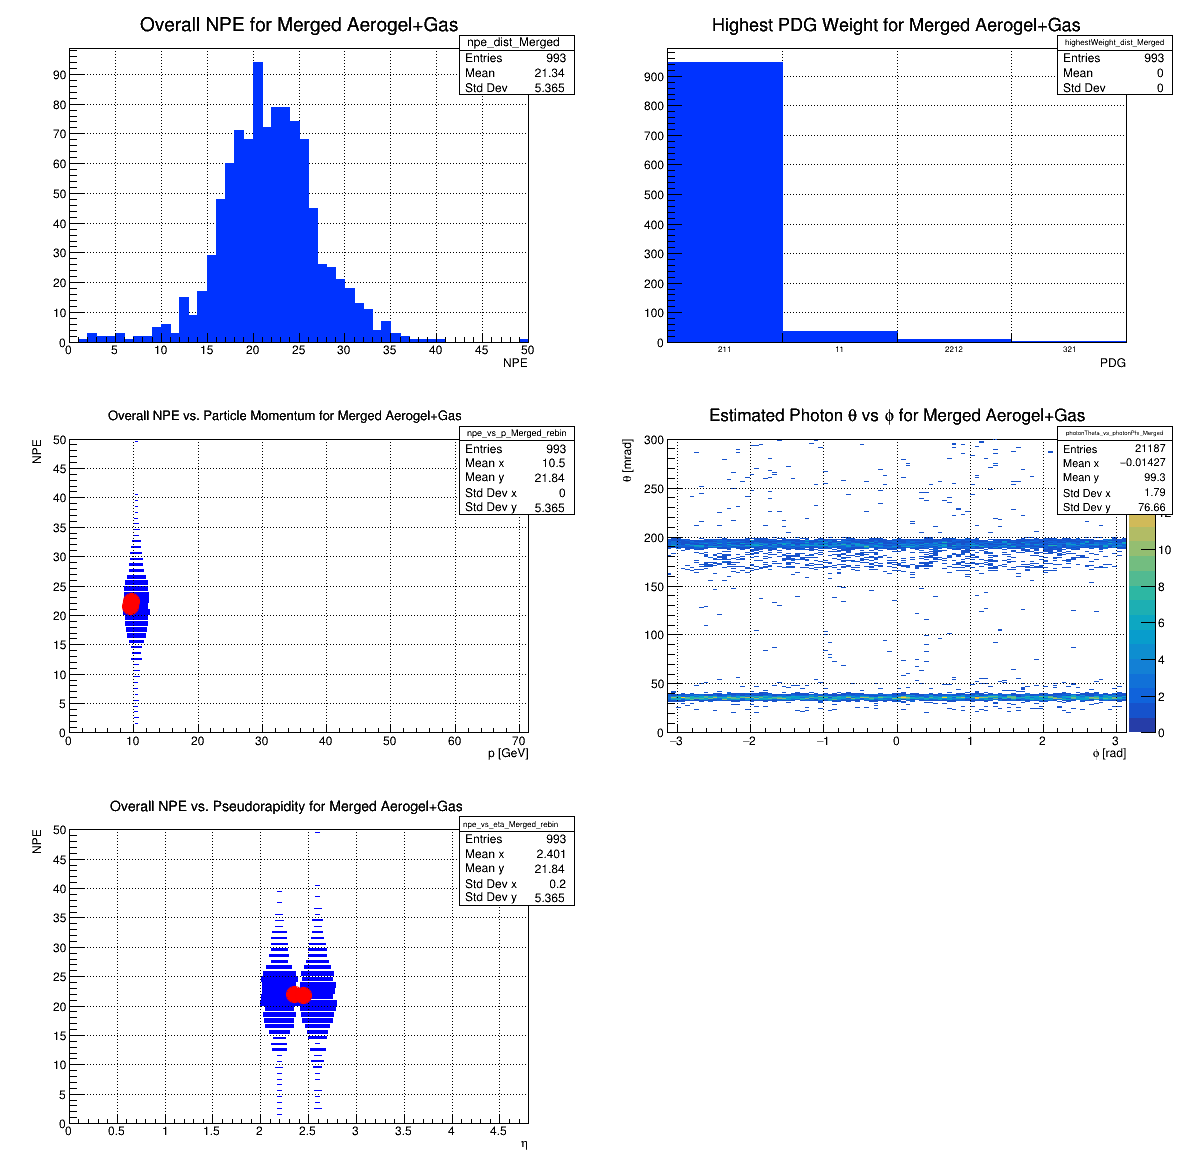 Overall NPE for Merged Aerogel+Gas
npe_dist_Merged
Entries 993
Mean 21.34
Std Dev 5.365
90
80
70
60
50
40
30
20
10
0
0 5 10 15 20 25 30 35 40 45 50
NPE
Highest PDG Weight for Merged Aerogel+Gas
highestWeight_dist_Merged
Entries 993
Mean 0
Std Dev 0
900
800
700
600
500
400
300
200
100
0
211 11 2212 321
PDG
Overall NPE vs. Particle Momentum for Merged Aerogel+Gas
npe_vs_p_Merged_rebin
Entries 993
Mean x 10.5
Mean y 21.84
Std Dev x 0
Std Dev y 5.365
NPE
50
45
40
35
30
25
20
15
10
5
0
0 10 20 30 40 50 60 70
p [GeV]
Estimated Photon θ vs ϕ for Merged Aerogel+Gas
photonTheta_vs_photonPhi_Merged
Entries 21187
Mean x −0.01427
Mean y 99.3
Std Dev x 1.79
Std Dev y 76.66
θ [mrad]
300
250
200
150
100
50
0
−3 −2 −1 0 1 2 3
ϕ [rad]
10
8
6
4
2
0
Overall NPE vs. Pseudorapidity for Merged Aerogel+Gas
npe_vs_eta_Merged_rebin
Entries 993
Mean x 2.401
Mean y 21.84
Std Dev x 0.2
Std Dev y 5.365
NPE
50
45
40
35
30
25
20
15
10
5
0
0 0.5 1 1.5 2 2.5 3 3.5 4 4.5
η